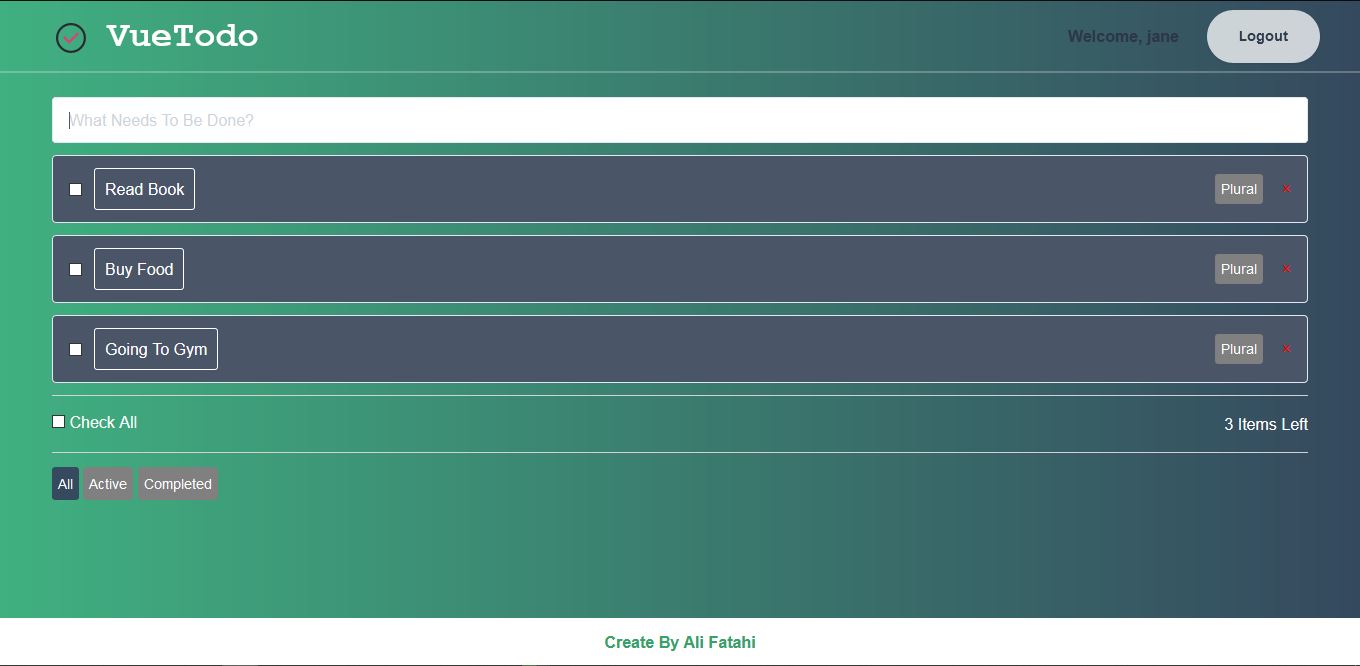 VueTodo
Welcome, jane
Logout
What Needs To Be Done?
Read Book
Plural
×
Buy Food
Plural
×
Going To Gym
Plural
×
Check All
3 Items Left
All Active Completed
Create By Ali Fatahi